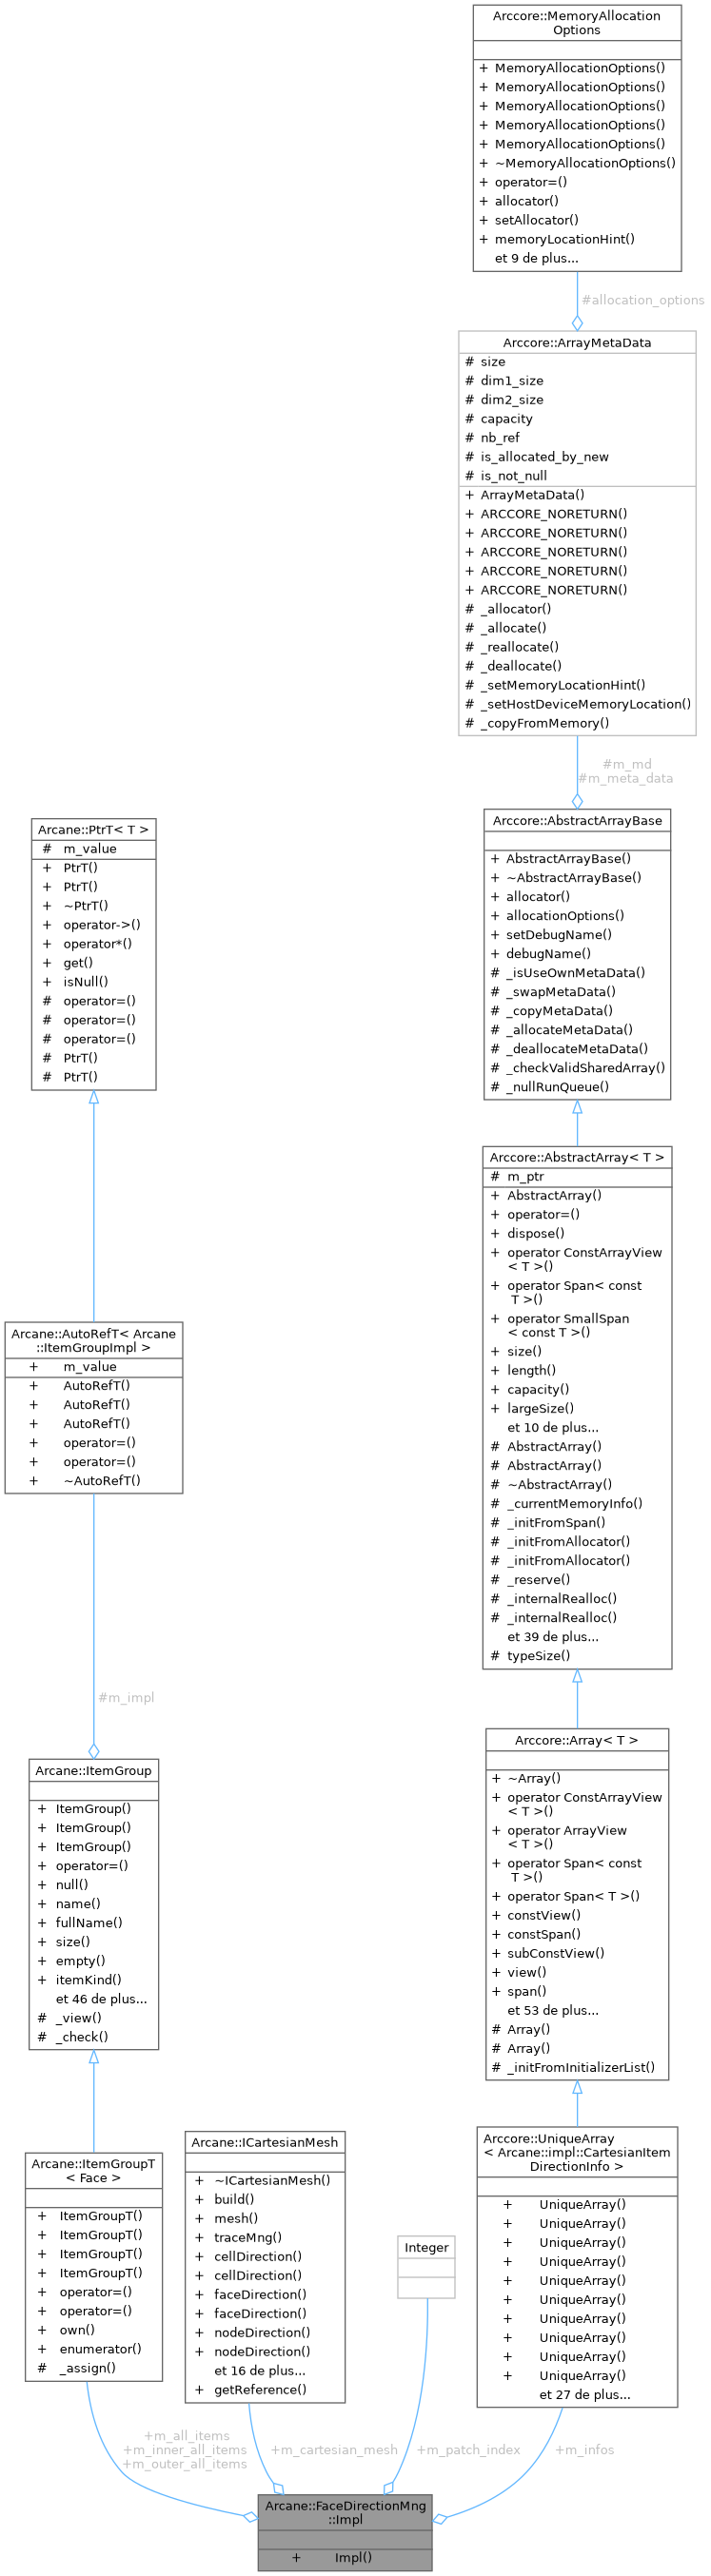 Arccore::MemoryAllocation
Options
+ MemoryAllocationOptions()
+ MemoryAllocationOptions()
+ MemoryAllocationOptions()
+ MemoryAllocationOptions()
+ MemoryAllocationOptions()
+ ~MemoryAllocationOptions()
+ operator=()
+ allocator()
+ setAllocator()
+ memoryLocationHint()
et 9 de plus...
#allocation_options
Arccore::ArrayMetaData
# size
# dim1_size
# dim2_size
# capacity
# nb_ref
# is_allocated_by_new
# is_not_null
+ ArrayMetaData()
+ ARCCORE_NORETURN()
+ ARCCORE_NORETURN()
+ ARCCORE_NORETURN()
+ ARCCORE_NORETURN()
+ ARCCORE_NORETURN()
# _allocator()
# _allocate()
# _reallocate()
# _deallocate()
# _setMemoryLocationHint()
# _setHostDeviceMemoryLocation()
# _copyFromMemory()
#m_md
#m_meta_data
Arccore::AbstractArrayBase
+ AbstractArrayBase()
+ ~AbstractArrayBase()
+ allocator()
+ allocationOptions()
+ setDebugName()
+ debugName()
# _isUseOwnMetaData()
# _swapMetaData()
# _copyMetaData()
# _allocateMetaData()
# _deallocateMetaData()
# _checkValidSharedArray()
# _nullRunQueue()
Arcane::PtrT< T >
# m_value
+ PtrT()
+ PtrT()
+ ~PtrT()
+ operator->()
+ operator*()
+ get()
+ isNull()
# operator=()
# operator=()
# operator=()
# PtrT()
# PtrT()
Arccore::AbstractArray< T >
# m_ptr
+ AbstractArray()
+ operator=()
+ dispose()
+ operator ConstArrayView
< T >()
+ operator Span< const
T >()
+ operator SmallSpan
< const T >()
+ size()
+ length()
+ capacity()
+ largeSize()
et 10 de plus...
# AbstractArray()
# AbstractArray()
# ~AbstractArray()
# _currentMemoryInfo()
# _initFromSpan()
# _initFromAllocator()
# _initFromAllocator()
# _reserve()
# _internalRealloc()
# _internalRealloc()
et 39 de plus...
# typeSize()
Arcane::AutoRefT< Arcane
::ItemGroupImpl >
+ m_value
+ AutoRefT()
+ AutoRefT()
+ AutoRefT()
+ operator=()
+ operator=()
+ ~AutoRefT()
#m_impl
Arcane::ItemGroup
+ ItemGroup()
+ ItemGroup()
+ ItemGroup()
+ operator=()
+ null()
+ name()
+ fullName()
+ size()
+ empty()
+ itemKind()
et 46 de plus...
# _view()
# _check()
Arccore::Array< T >
+ ~Array()
+ operator ConstArrayView
< T >()
+ operator ArrayView
< T >()
+ operator Span< const
T >()
+ operator Span< T >()
+ constView()
+ constSpan()
+ subConstView()
+ view()
+ span()
et 53 de plus...
# Array()
# Array()
# _initFromInitializerList()
Arcane::ItemGroupT
< Face >
+ ItemGroupT()
+ ItemGroupT()
+ ItemGroupT()
+ ItemGroupT()
+ operator=()
+ operator=()
+ own()
+ enumerator()
# _assign()
Arcane::ICartesianMesh
+ ~ICartesianMesh()
+ build()
+ mesh()
+ traceMng()
+ cellDirection()
+ cellDirection()
+ faceDirection()
+ faceDirection()
+ nodeDirection()
+ nodeDirection()
et 16 de plus...
+ getReference()
Integer
Arccore::UniqueArray
< Arcane::impl::CartesianItem
DirectionInfo >
+ UniqueArray()
+ UniqueArray()
+ UniqueArray()
+ UniqueArray()
+ UniqueArray()
+ UniqueArray()
+ UniqueArray()
+ UniqueArray()
+ UniqueArray()
+ UniqueArray()
et 27 de plus...
+m_all_items
+m_inner_all_items
+m_outer_all_items
+m_cartesian_mesh
+m_patch_index
+m_infos
Arcane::FaceDirectionMng
::Impl
+ Impl()